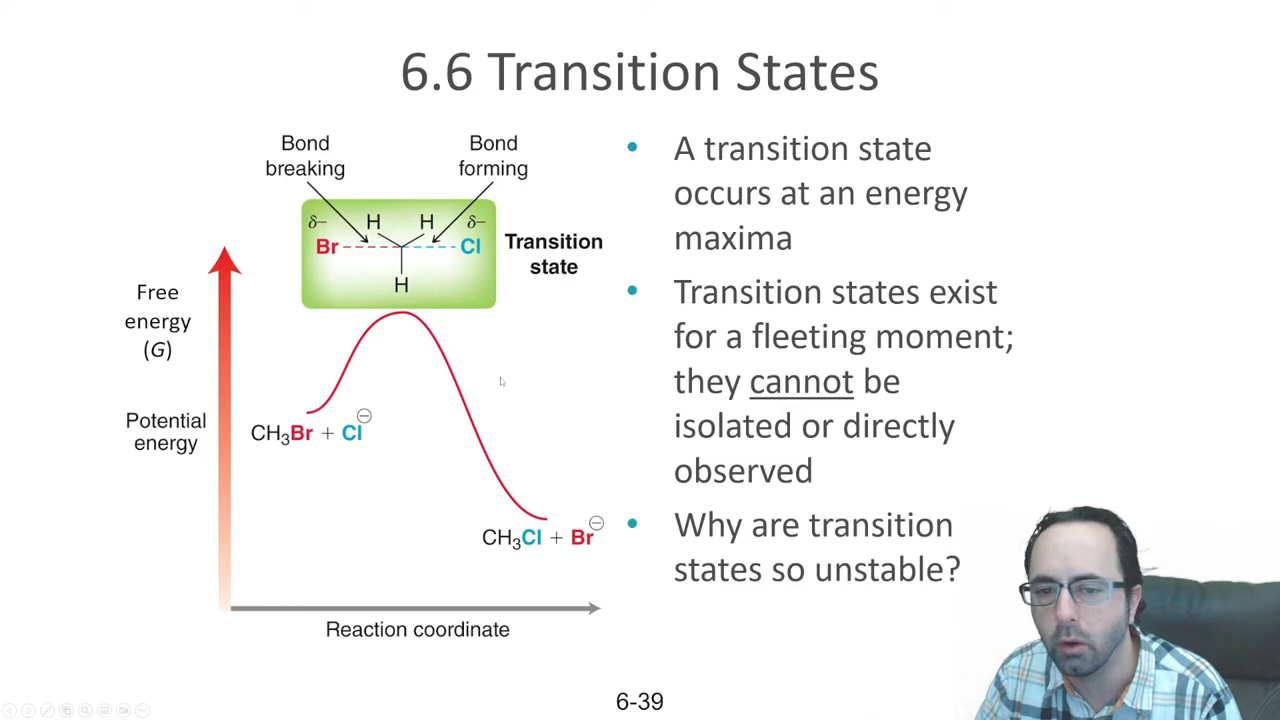 6.6 Transition States
Bond
breaking
Bond
forming
δ–
H
H
δ–
Br
Cl
H
Transition
state
Free
energy
(G)
Potential
energy
CH₃Br + Cl⊖
CH₃Cl + Br⊖
Reaction coordinate
• A transition state
occurs at an energy
maxima
• Transition states exist
for a fleeting moment;
they cannot be
isolated or directly
observed
• Why are transition
states so unstable?
6-39